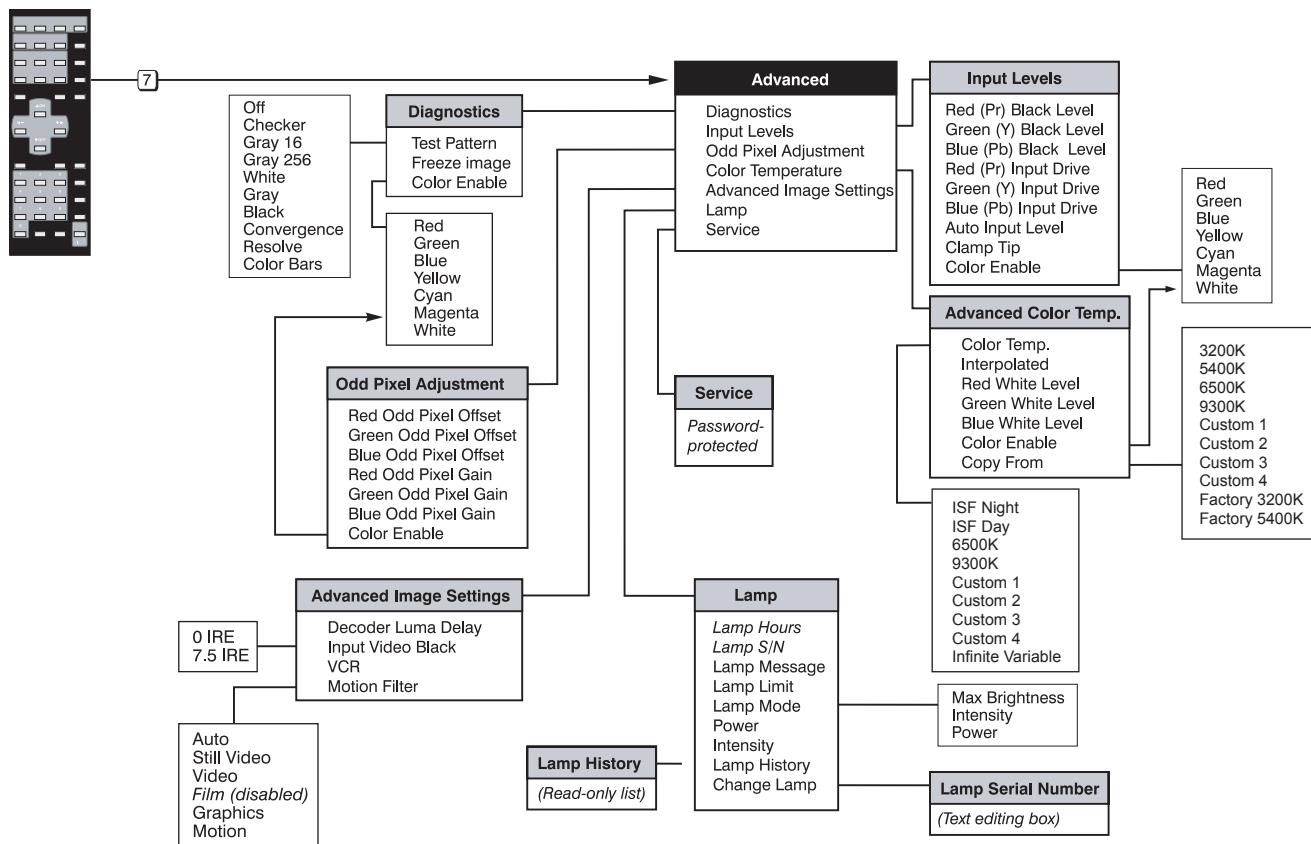 7
Advanced
Diagnostics
Input Levels
Odd Pixel Adjustment
Color Temperature
Advanced Image Settings
Lamp
Service
Input Levels
Red (Pr) Black Level
Green (Y) Black Level
Blue (Pb) Black Level
Red (Pr) Input Drive
Green (Y) Input Drive
Blue (Pb) Input Drive
Auto Input Level
Clamp Tip
Color Enable
Red
Green
Blue
Yellow
Cyan
Magenta
White
Off
Checker
Gray 16
Gray 256
White
Gray
Black
Convergence
Resolve
Color Bars
Diagnostics
Test Pattern
Freeze image
Color Enable
Red
Green
Blue
Yellow
Cyan
Magenta
White
Odd Pixel Adjustment
Red Odd Pixel Offset
Green Odd Pixel Offset
Blue Odd Pixel Offset
Red Odd Pixel Gain
Green Odd Pixel Gain
Blue Odd Pixel Gain
Color Enable
Service
Password-
protected
Advanced Color Temp.
Color Temp.
Interpolated
Red White Level
Green White Level
Blue White Level
Color Enable
Copy From
3200K
5400K
6500K
9300K
Custom 1
Custom 2
Custom 3
Custom 4
Factory 3200K
Factory 5400K
ISF Night
ISF Day
6500K
9300K
Custom 1
Custom 2
Custom 3
Custom 4
Infinite Variable
Advanced Image Settings
Decoder Luma Delay
Input Video Black
VCR
Motion Filter
0 IRE
7.5 IRE
Auto
Still Video
Video
Film (disabled)
Graphics
Motion
Lamp
Lamp Hours
Lamp S/N
Lamp Message
Lamp Limit
Lamp Mode
Power
Intensity
Lamp History
Change Lamp
Max Brightness
Intensity
Power
Lamp History
(Read-only list)
Lamp Serial Number
(Text editing box)